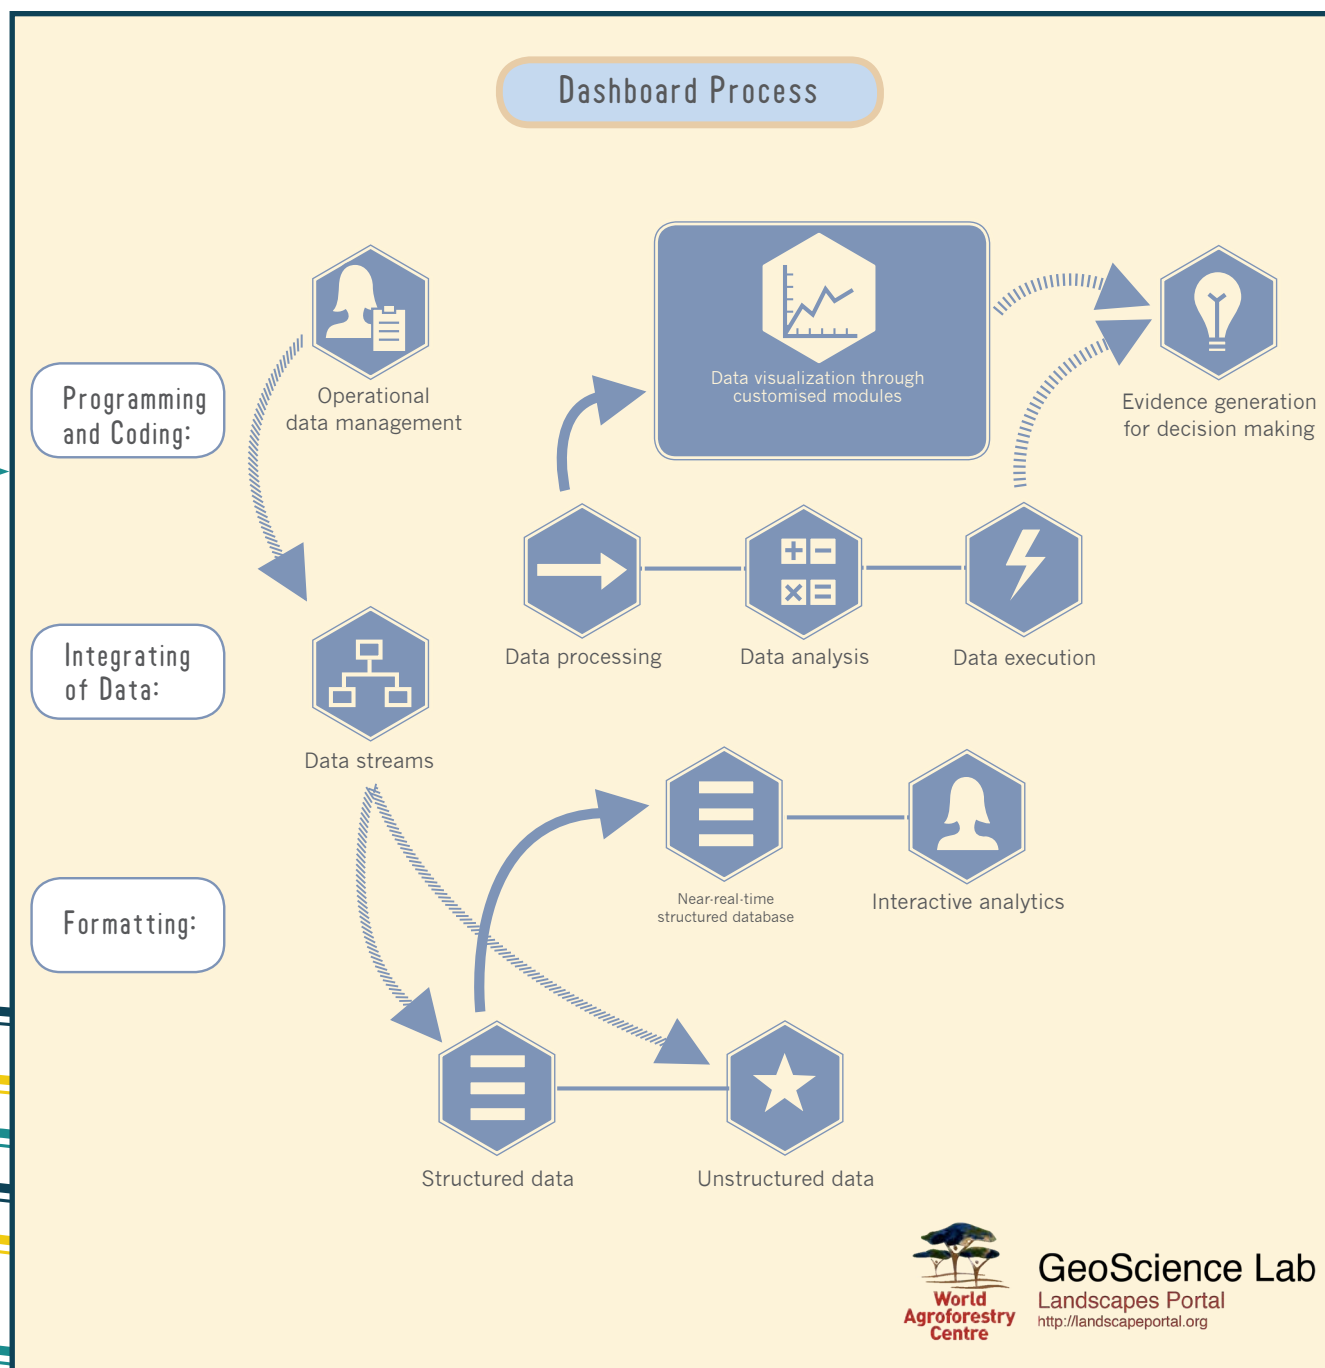 Dashboard Process
Programming
and Coding:
Operational
data management
Data visualization through
customised modules
Evidence generation
for decision making
Integrating
of Data:
Data streams
Data processing
Data analysis
Data execution
Formatting:
Near-real-time
structured database
Interactive analytics
Structured data
Unstructured data
World
Agroforestry
Centre
GeoScience Lab
Landscapes Portal
http://landscapeportal.org